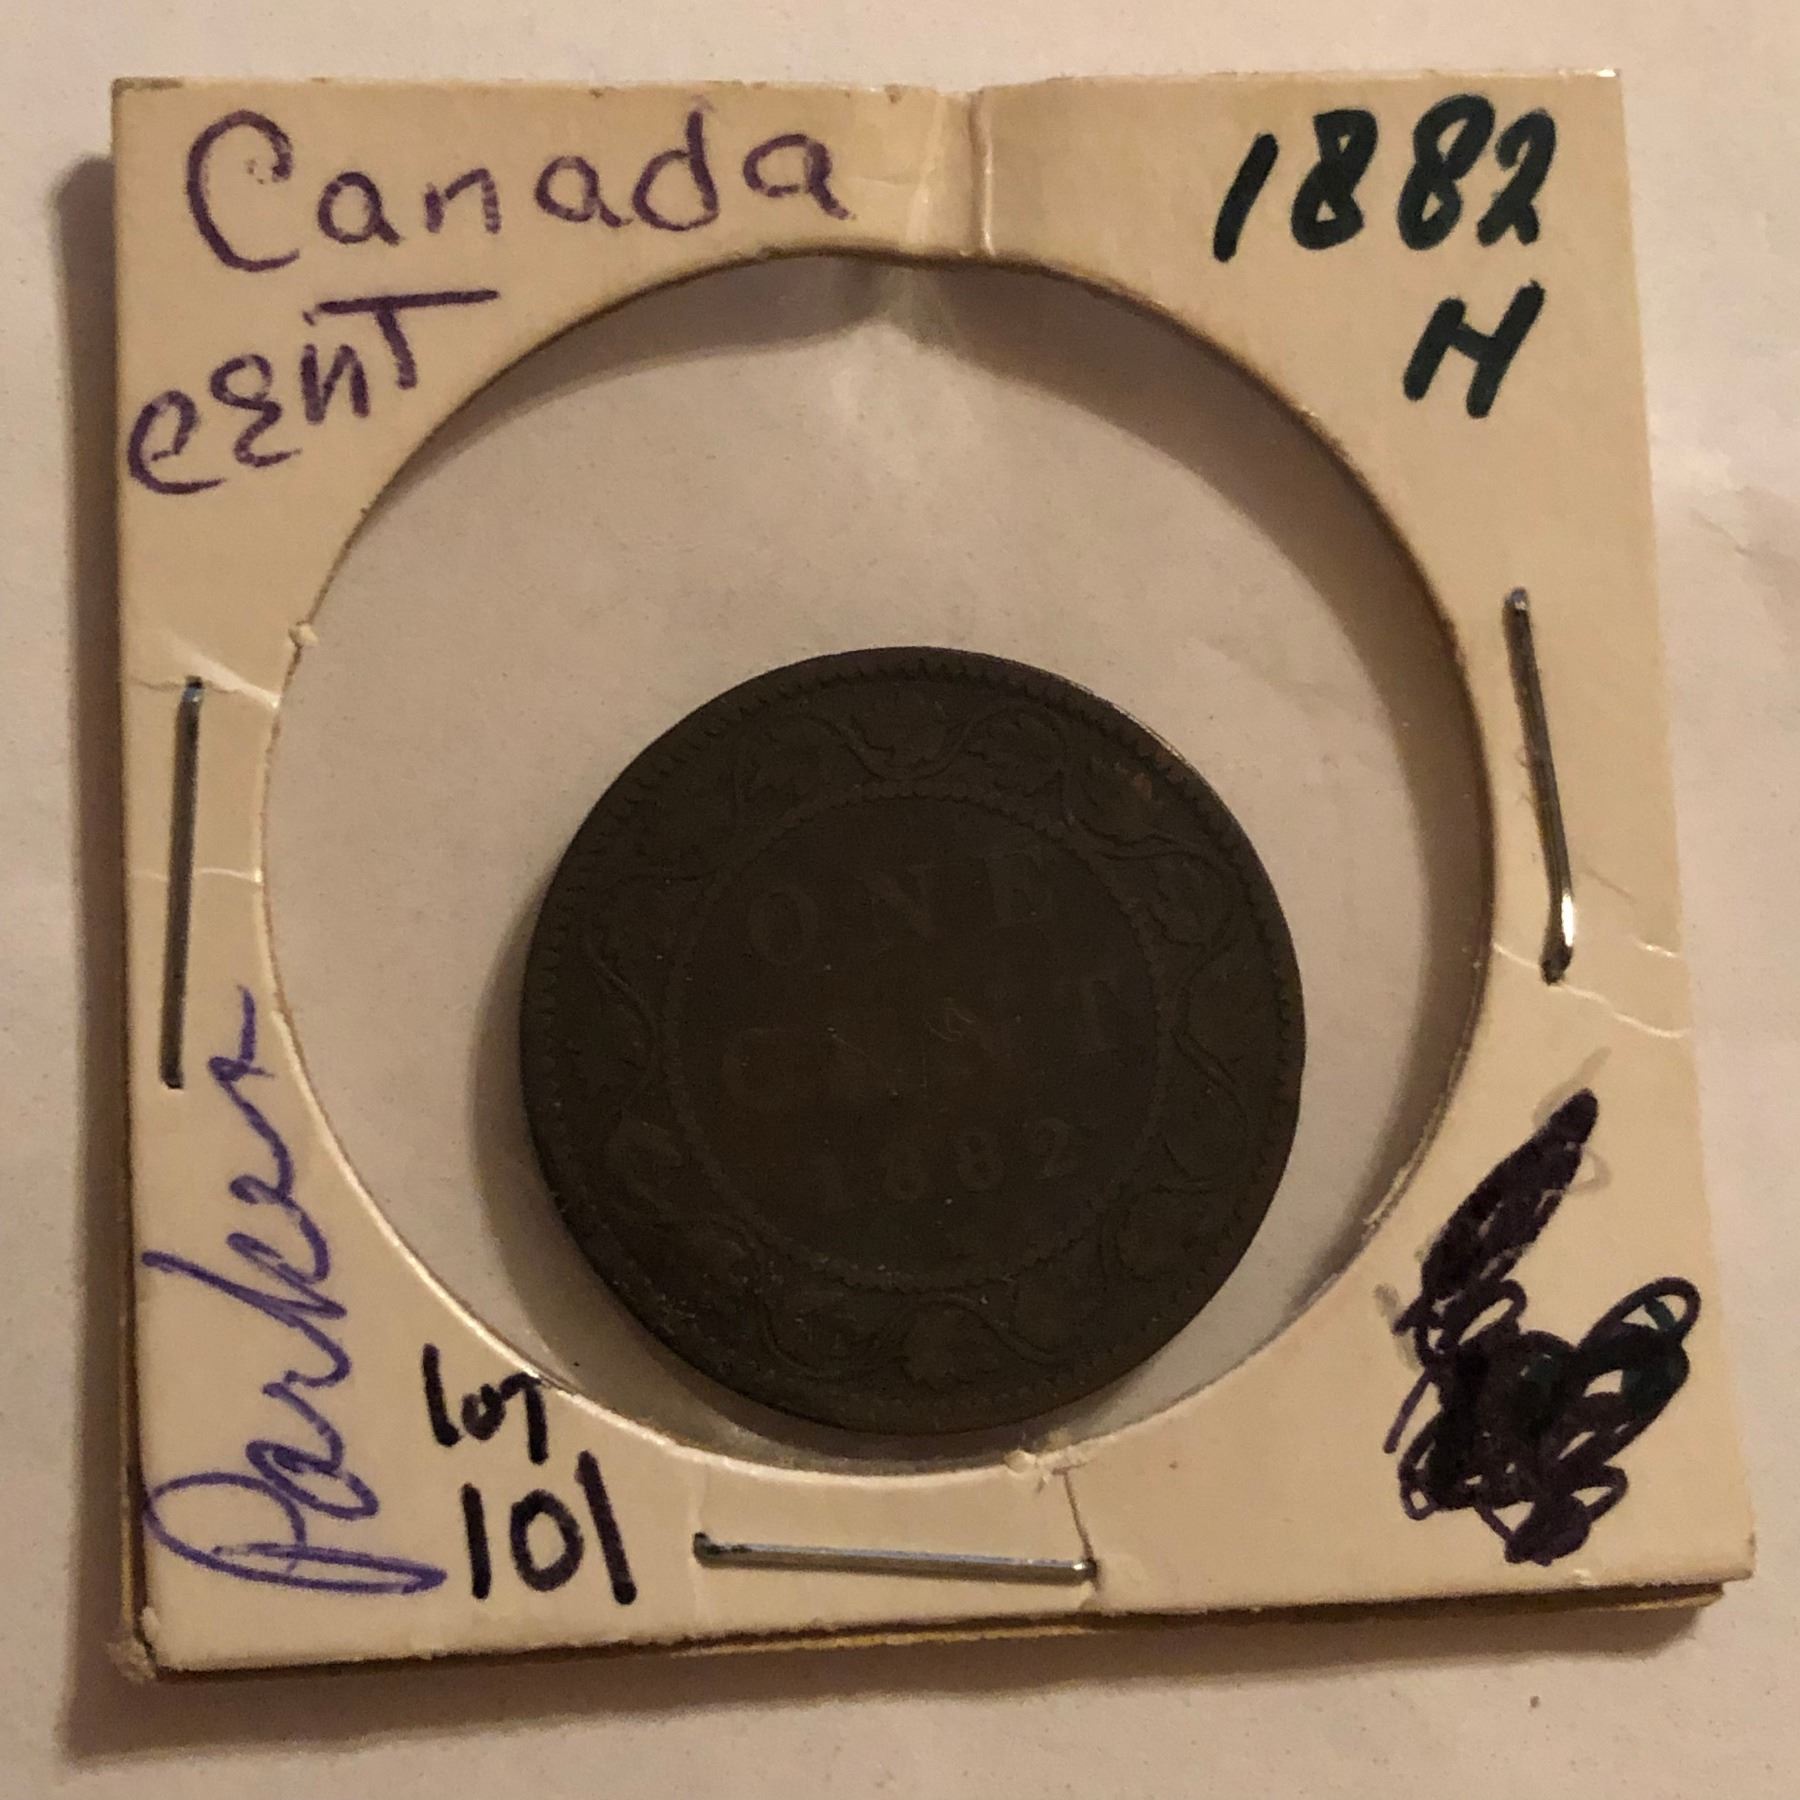 Canada
cent
1882
H
ONE
CENT
1882
Parker
lot
101